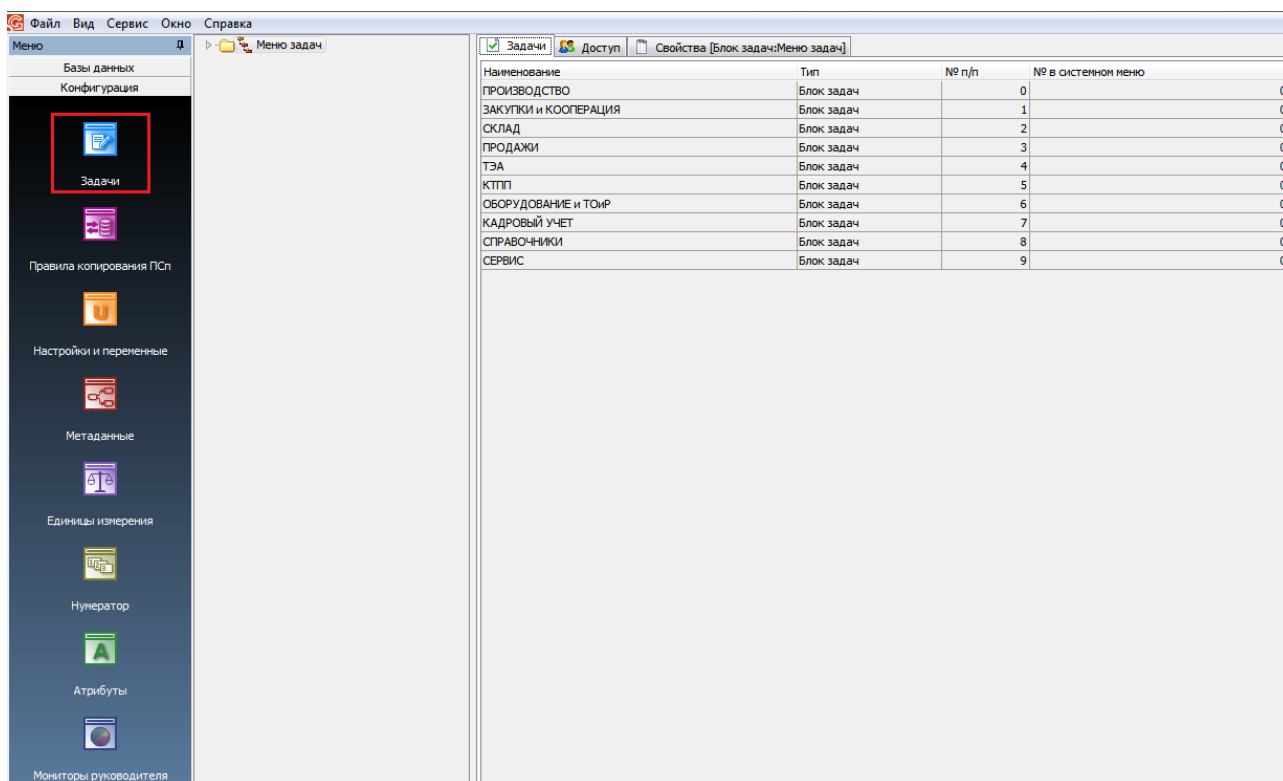 Файл Вид Сервис Окно Справка
Меню
Базы данных
Конфигурация
Задачи
Правила копирования ПСп
Настройки и переменные
Метаданные
Единицы измерения
Нумератор
Атрибуты
Мониторы руководителя
Меню задач
Задачи Доступ Свойства [Блок задач:Меню задач]
Наименование Тип № п/п № в системном меню
ПРОИЗВОДСТВО Блок задач 0 0
ЗАКУПКИ и КООПЕРАЦИЯ Блок задач 1 0
СКЛАД Блок задач 2 0
ПРОДАЖИ Блок задач 3 0
ТЭА Блок задач 4 0
КТПП Блок задач 5 0
ОБОРУДОВАНИЕ и ТОиР Блок задач 6 0
КАДРОВЫЙ УЧЕТ Блок задач 7 0
СПРАВОЧНИКИ Блок задач 8 0
СЕРВИС Блок задач 9 0